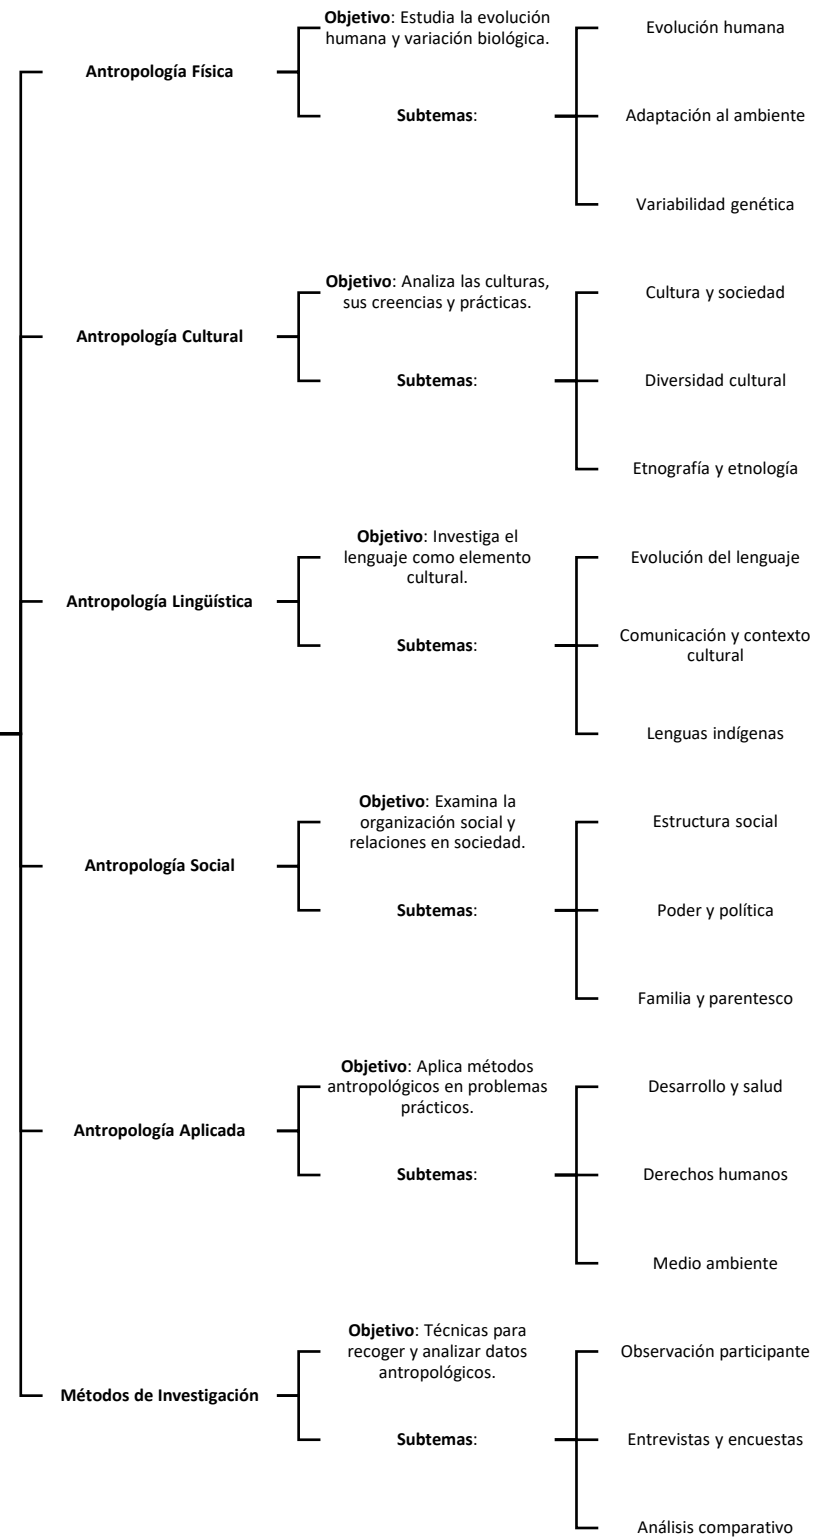 Objetivo: Estudia la evolución
humana y variación biológica.
Evolución humana
Antropología Física
Subtemas:
Adaptación al ambiente
Variabilidad genética
Objetivo: Analiza las culturas,
sus creencias y prácticas.
Cultura y sociedad
Antropología Cultural
Subtemas:
Diversidad cultural
Etnografía y etnología
Objetivo: Investiga el
lenguaje como elemento
cultural.
Evolución del lenguaje
Antropología Lingüística
Subtemas:
Comunicación y contexto
cultural
Lenguas indígenas
Objetivo: Examina la
organización social y
relaciones en sociedad.
Estructura social
Antropología Social
Subtemas:
Poder y política
Familia y parentesco
Objetivo: Aplica métodos
antropológicos en problemas
prácticos.
Desarrollo y salud
Antropología Aplicada
Subtemas:
Derechos humanos
Medio ambiente
Objetivo: Técnicas para
recoger y analizar datos
antropológicos.
Observación participante
Métodos de Investigación
Subtemas:
Entrevistas y encuestas
Análisis comparativo